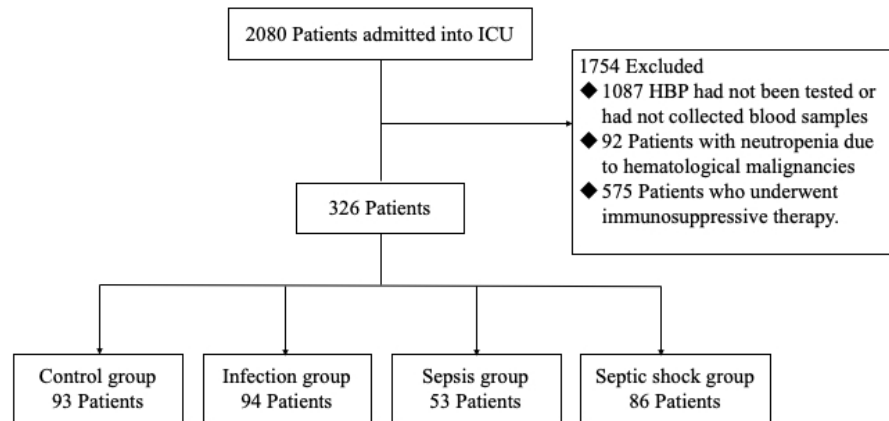 2080 Patients admitted into ICU
1754 Excluded
◆ 1087 HBP had not been tested or
had not collected blood samples
◆ 92 Patients with neutropenia due
to hematological malignancies
◆ 575 Patients who underwent
immunosuppressive therapy.
326 Patients
Control group
93 Patients
Infection group
94 Patients
Sepsis group
53 Patients
Septic shock group
86 Patients